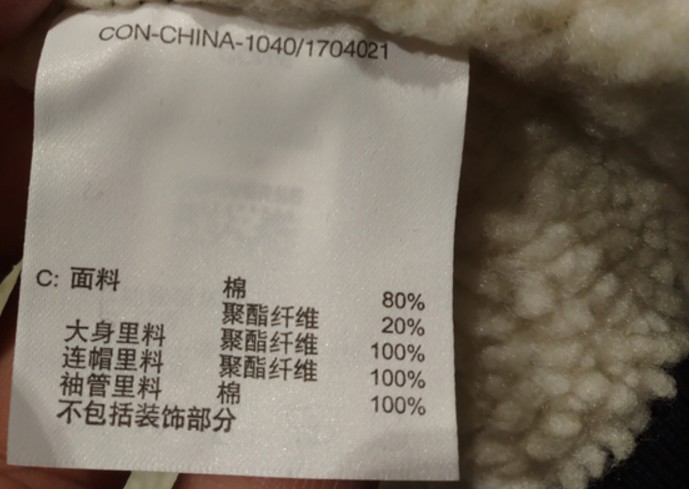 CON-CHINA-1040/1704021
C: 面料 棉 80%
聚酯纤维 20%
大身里料 聚酯纤维 100%
连帽里料 聚酯纤维 100%
袖管里料 棉 100%
不包括装饰部分